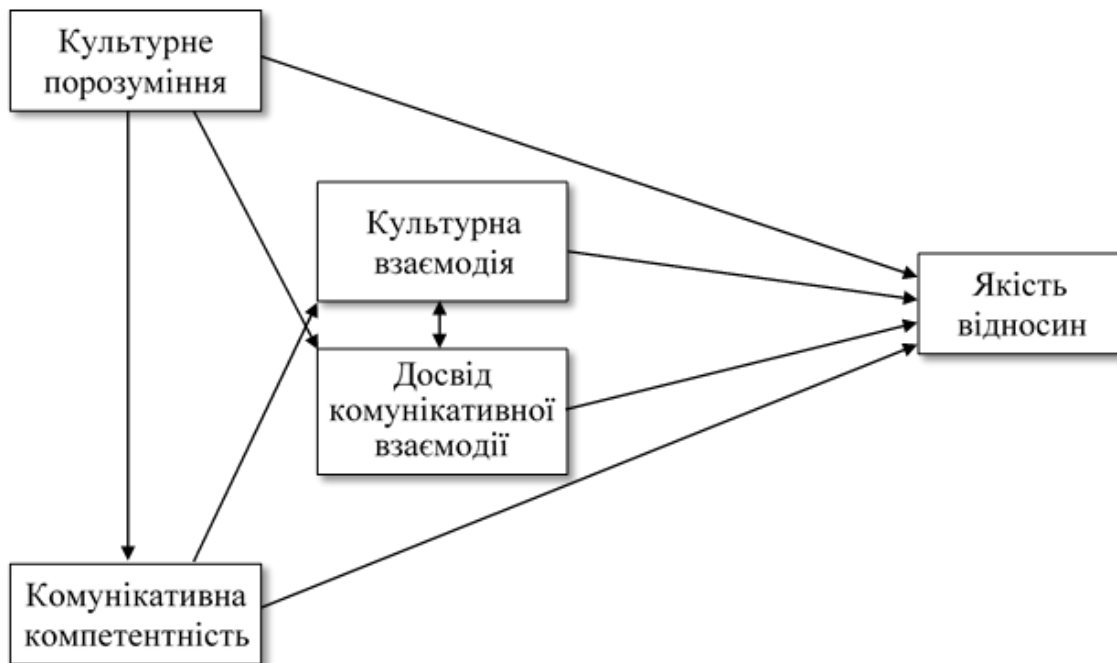 Культурне
порозуміння
Культурна
взаємодія
Досвід
комунікативної
взаємодії
Якість
відносин
Комунікативна
компетентність